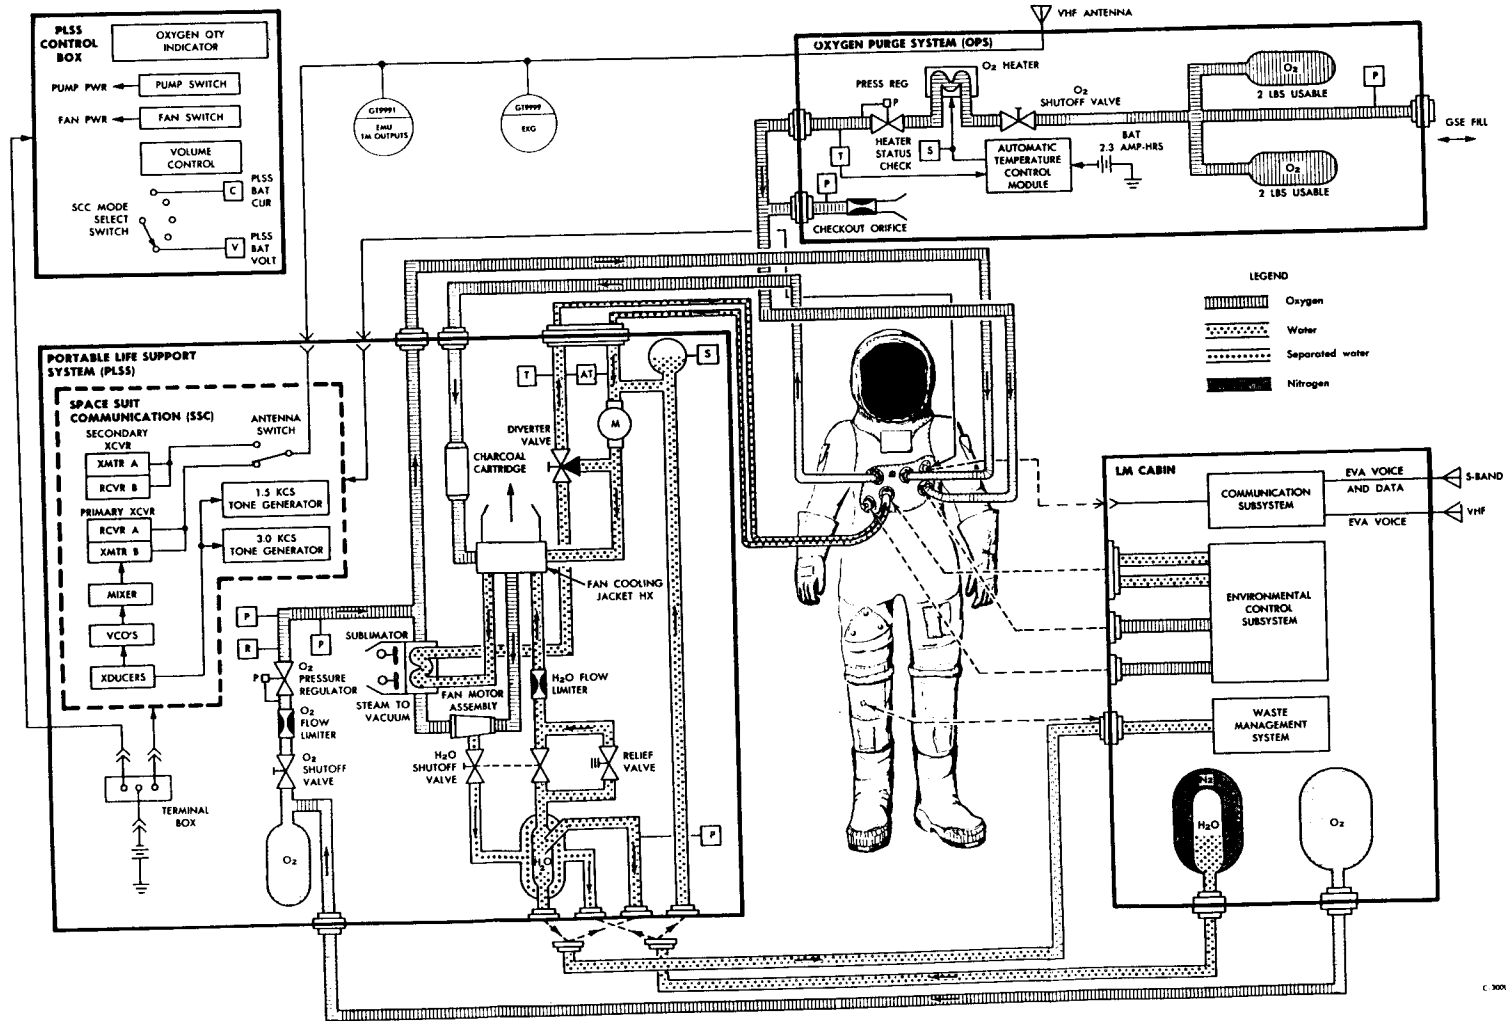 PLSS
CONTROL
BOX
OXYGEN QTY
INDICATOR
PUMP PWR
PUMP SWITCH
FAN PWR
FAN SWITCH
VOLUME
CONTROL
SCC MODE
SELECT
SWITCH
C
PLSS
BAT
CUR
V
PLSS
BAT
VOLT
GT9991
EMU
TM OUTPUTS
GT9999
EKG
VHF ANTENNA
OXYGEN PURGE SYSTEM (OPS)
O₂ HEATER
PRESS REG
P
O₂
SHUTOFF VALVE
O₂
2 LBS USABLE
P
GSE FILL
HEATER
STATUS
CHECK
T
S
AUTOMATIC
TEMPERATURE
CONTROL
MODULE
BAT
2.3 AMP-HRS
O₂
2 LBS USABLE
P
CHECKOUT ORIFICE
LEGEND
Oxygen
Water
Separated water
Nitrogen
PORTABLE LIFE SUPPORT
SYSTEM (PLSS)
SPACE SUIT
COMMUNICATION (SSC)
SECONDARY
XCVR
XMTR A
RCVR B
ANTENNA
SWITCH
PRIMARY XCVR
RCVR A
XMTR B
1.5 KCS
TONE GENERATOR
3.0 KCS
TONE GENERATOR
MIXER
VCO'S
XDUCERS
T
ΔT
S
M
DIVERTER
VALVE
CHARCOAL
CARTRIDGE
FAN COOLING
JACKET HX
P
R
P
P
O₂
PRESSURE
REGULATOR
O₂
FLOW
LIMITER
O₂
SHUTOFF
VALVE
O₂
SUBLIMATOR
STEAM TO
VACUUM
FAN MOTOR
ASSEMBLY
H₂O FLOW
LIMITER
H₂O
SHUTOFF
VALVE
RELIEF
VALVE
H₂O
P
TERMINAL
BOX
LM CABIN
COMMUNICATION
SUBSYSTEM
EVA VOICE
AND DATA
S-BAND
EVA VOICE
VHF
ENVIRONMENTAL
CONTROL
SUBSYSTEM
WASTE
MANAGEMENT
SYSTEM
N₂
H₂O
O₂